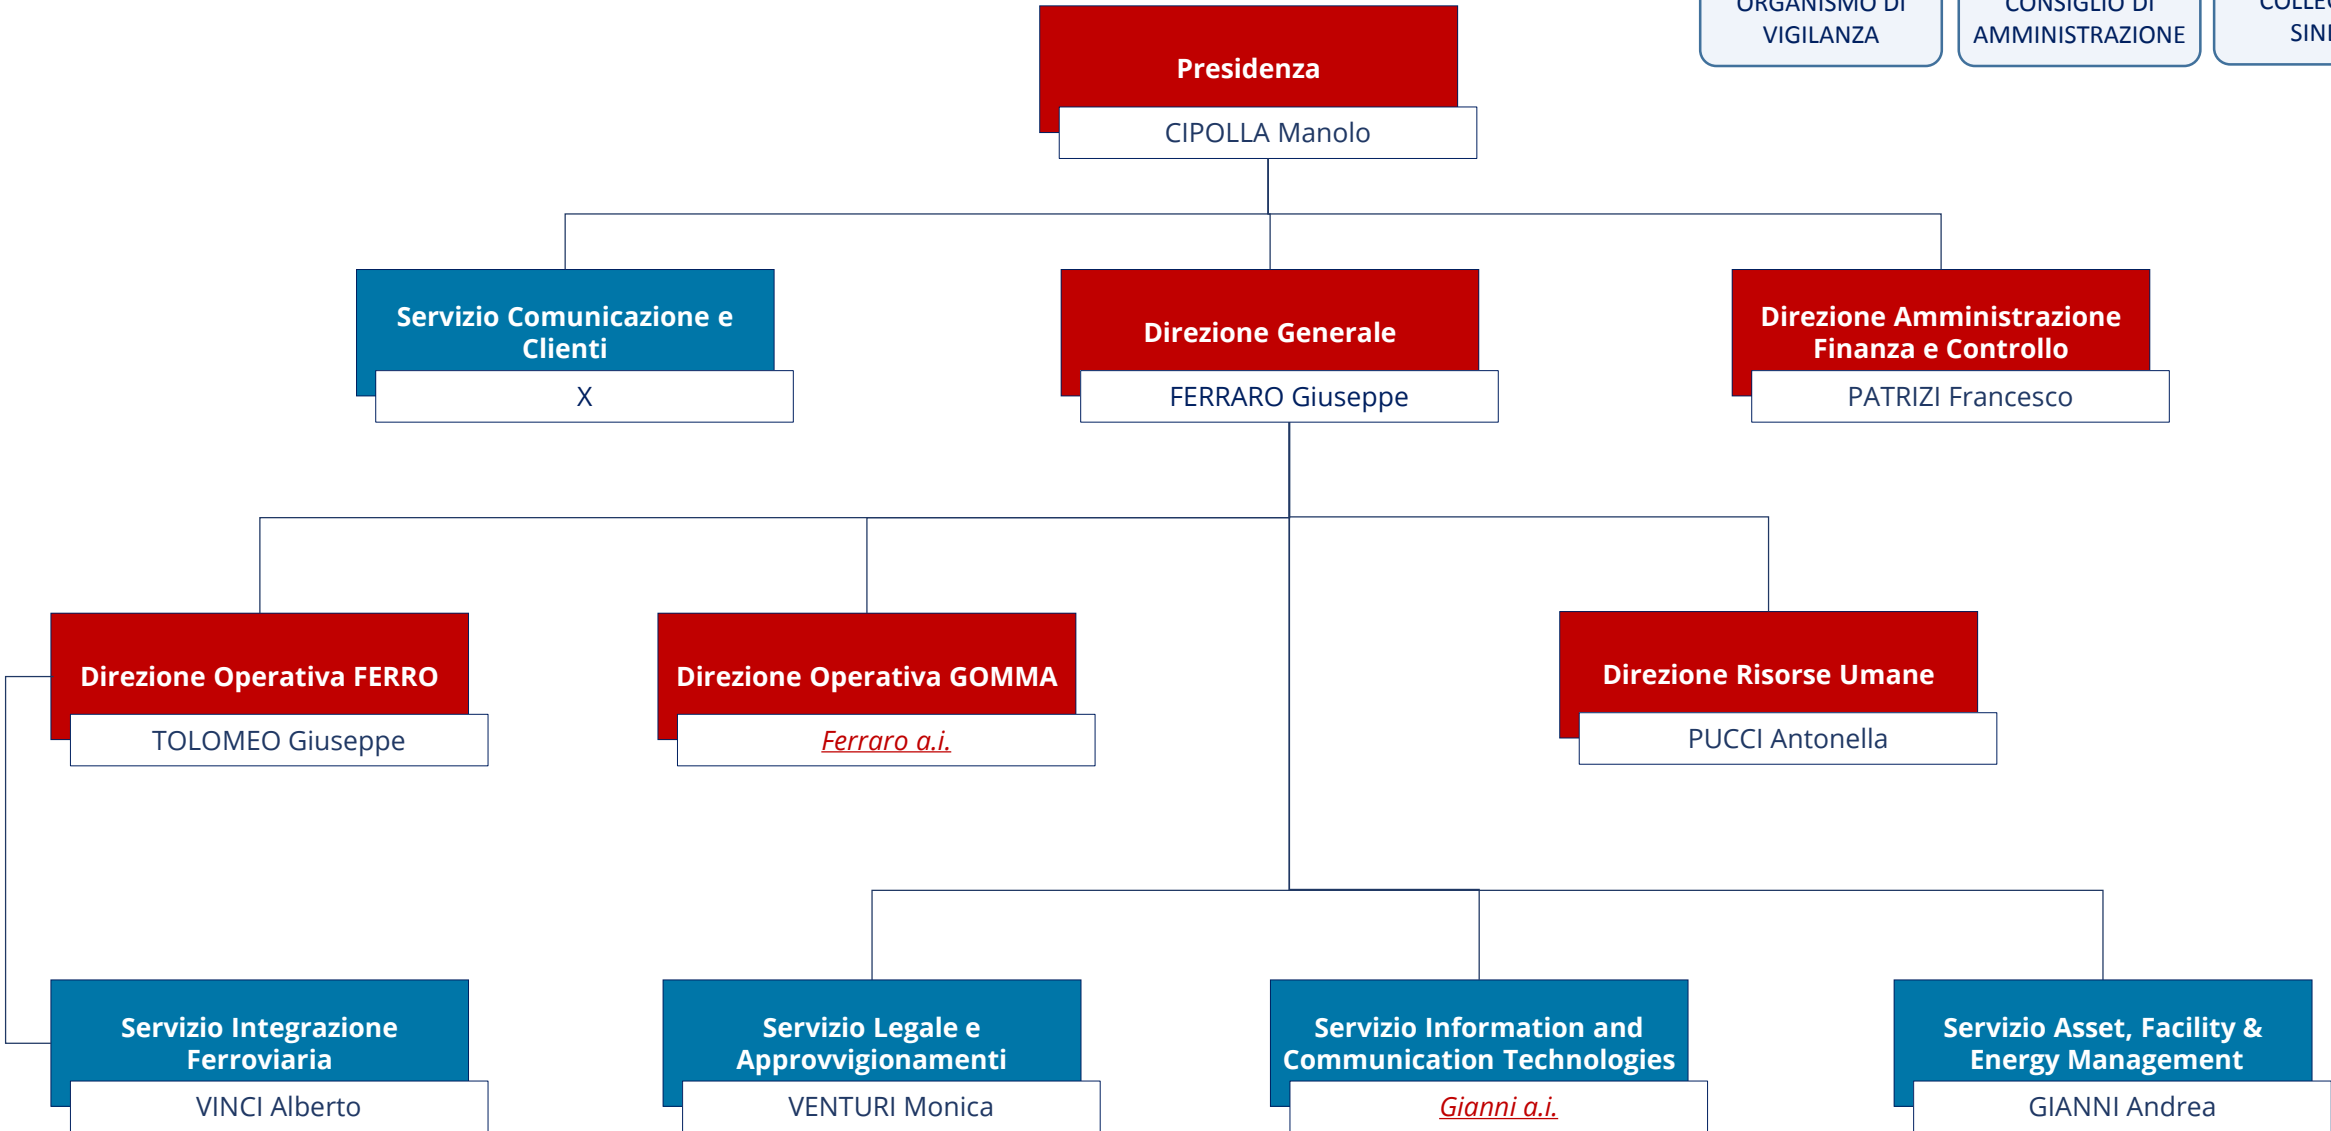 ORGANISMO DI
VIGILANZA
CONSIGLIO DI
AMMINISTRAZIONE
Presidenza
CIPOLLA Manolo
Servizio Comunicazione e
Clienti
X
Direzione Generale
FERRARO Giuseppe
Direzione Amministrazione
Finanza e Controllo
PATRIZI Francesco
Direzione Operativa FERRO
TOLOMEO Giuseppe
Direzione Operativa GOMMA
Ferraro a.i.
Direzione Risorse Umane
PUCCI Antonella
Servizio Integrazione
Ferroviaria
VINCI Alberto
Servizio Legale e
Approvvigionamenti
VENTURI Monica
Servizio Information and
Communication Technologies
Gianni a.i.
Servizio Asset, Facility &
Energy Management
GIANNI Andrea